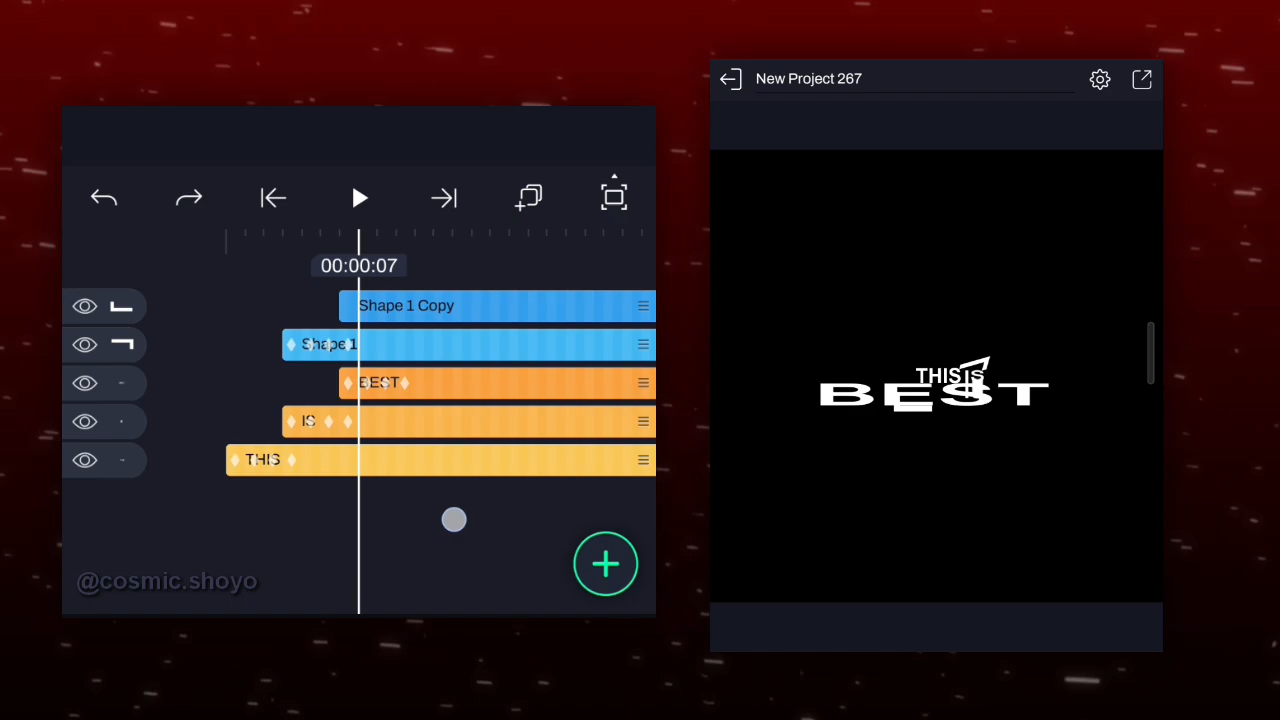 00:00:07
Shape 1 Copy
Shape 1
BEST
IS
THIS
@cosmic.shoyo
New Project 267
THIS IS
BEST